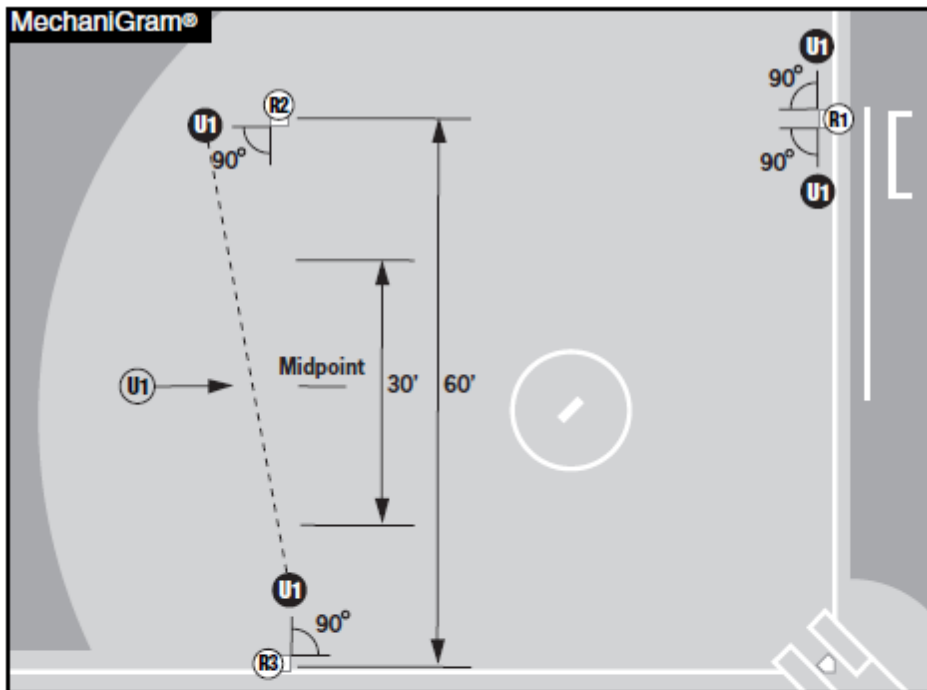 MechaniGram®
U1
90°
R1
90°
U1
U1
R2
90°
Midpoint
30'
60'
U1
U1
90°
R3